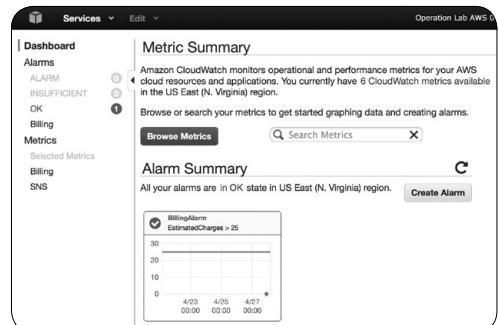 Services
Edit
Operation Lab AWS
Dashboard
Alarms
ALARM 0
INSUFFICIENT 0
OK 1
Billing
Metrics
Selected Metrics
Billing
SNS
Metric Summary
Amazon CloudWatch monitors operational and performance metrics for your AWS
cloud resources and applications. You currently have 6 CloudWatch metrics available
in the US East (N. Virginia) region.
Browse or search your metrics to get started graphing data and creating alarms.
Browse Metrics
Search Metrics X
Alarm Summary
All your alarms are in OK state in US East (N. Virginia) region.
Create Alarm
BillingAlarm
EstimatedCharges > 25
30
20
10
0
4/23 4/25 4/27
00:00 00:00 00:00